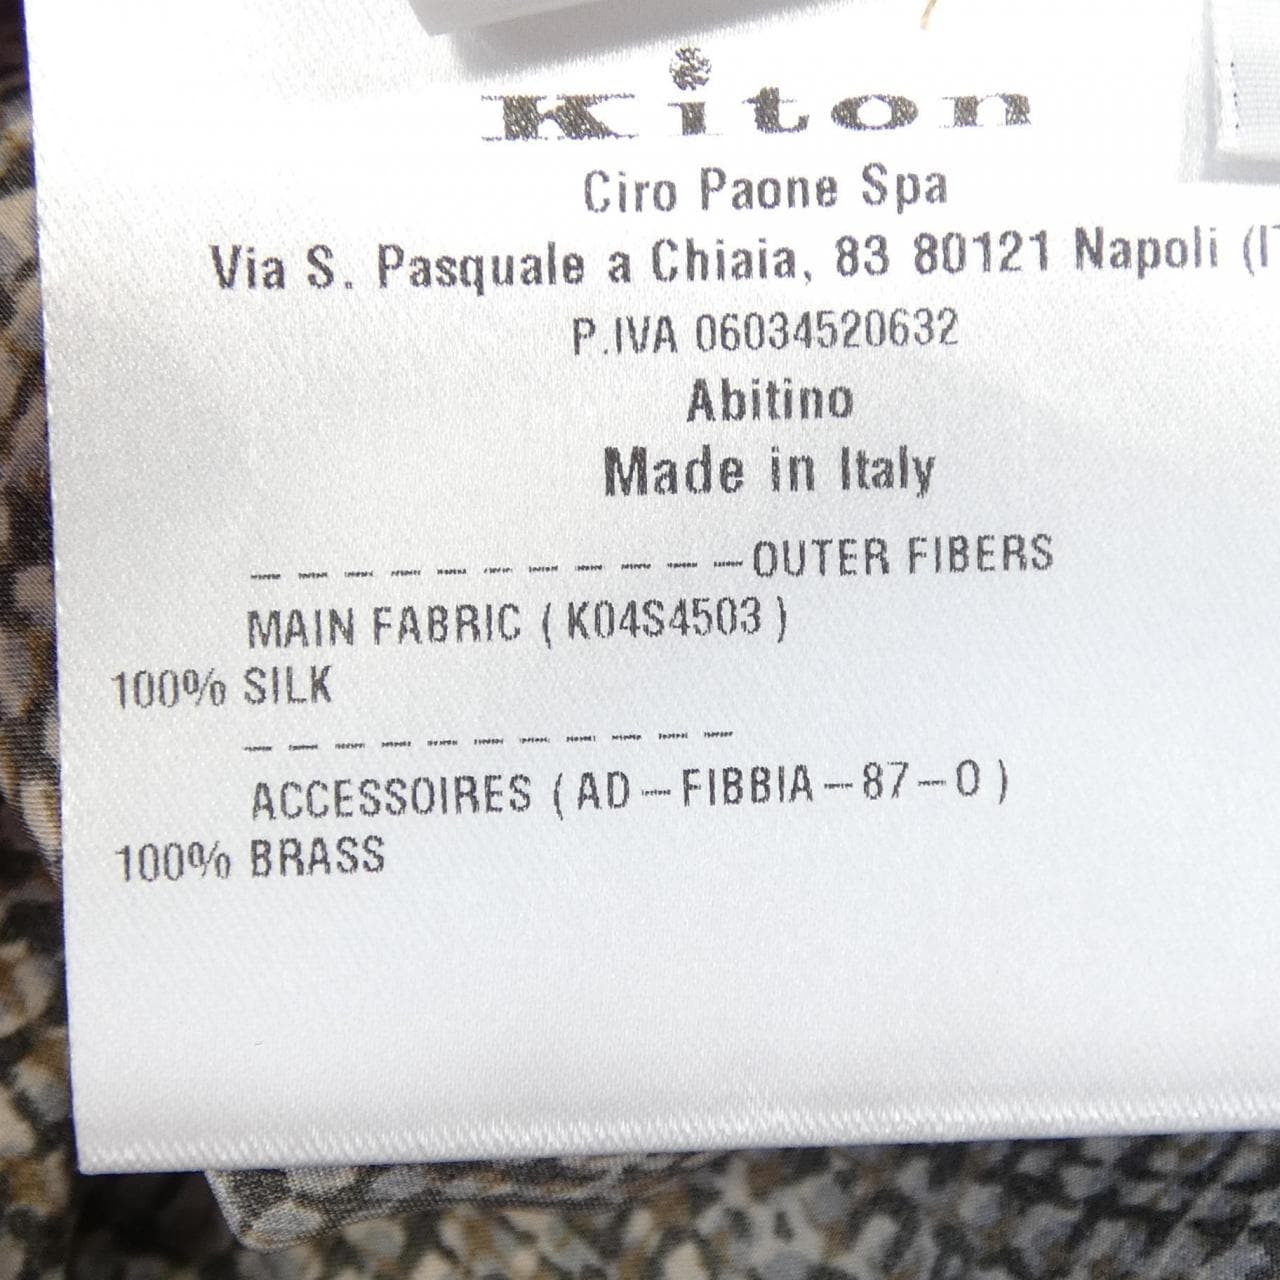 Kiton
Ciro Paone Spa
Via S. Pasquale a Chiaia, 83 80121 Napoli (IT
P.IVA 06034520632
Abitino
Made in Italy
— — — — — — — — — — —OUTER FIBERS
MAIN FABRIC ( K04S4503 )
100% SILK
— — — — — — — — — — —
ACCESSOIRES ( AD—FIBBIA—87—O )
100% BRASS